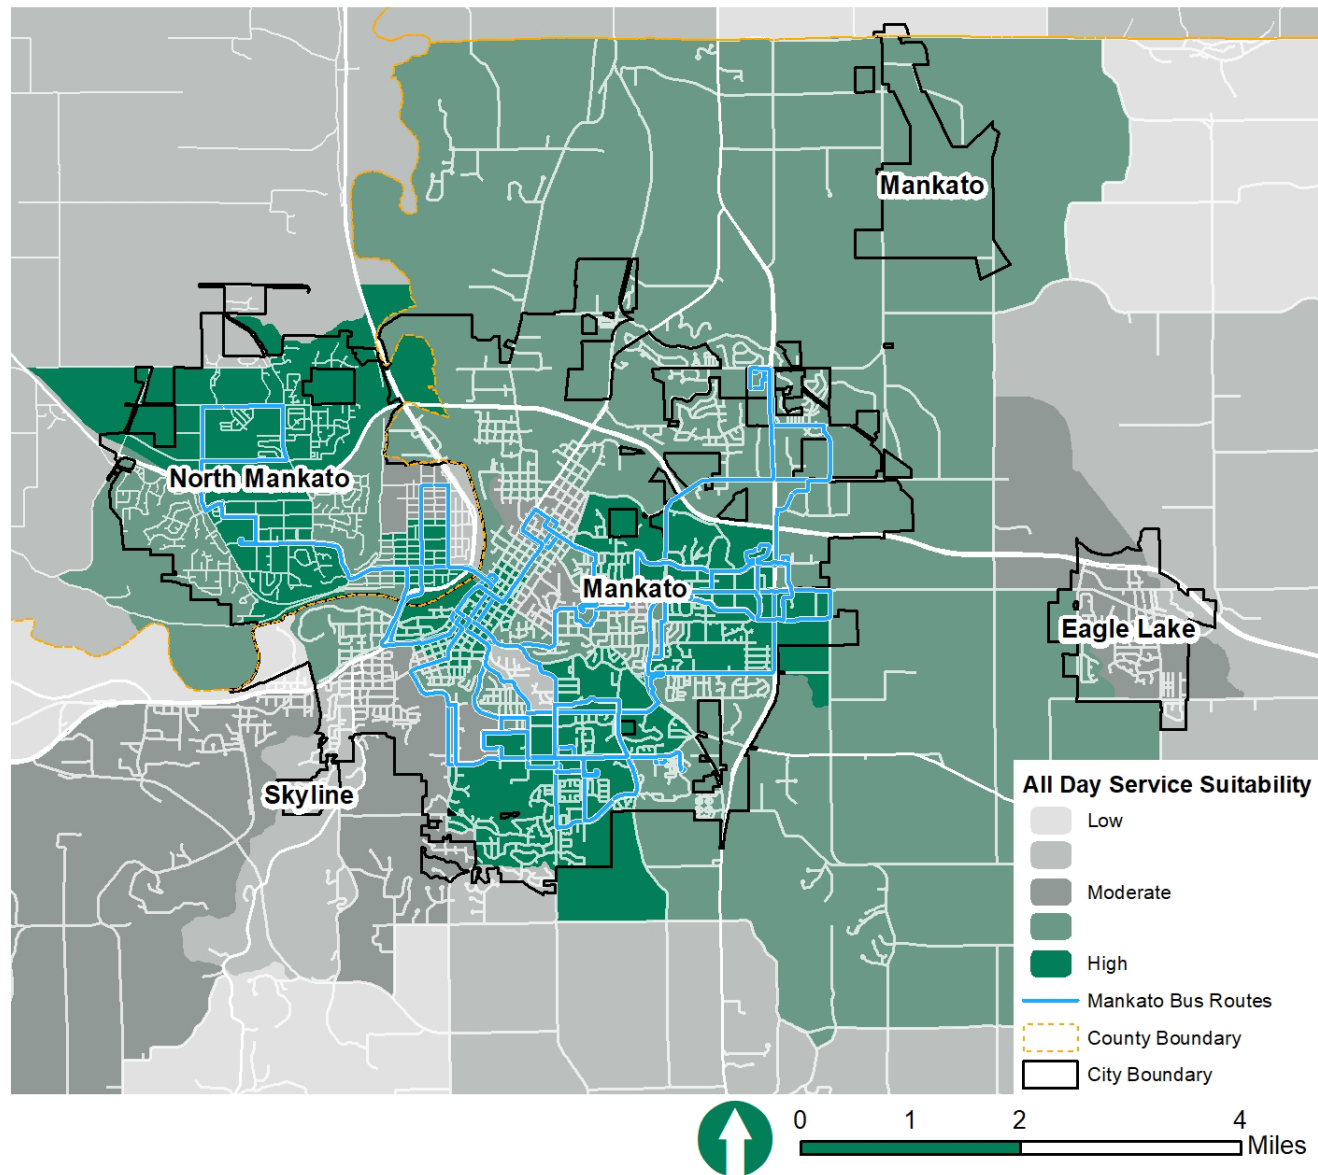 Mankato
North Mankato
Mankato
Eagle Lake
Skyline
All Day Service Suitability
Low
Moderate
High
Mankato Bus Routes
County Boundary
City Boundary
0 1 2 4
Miles